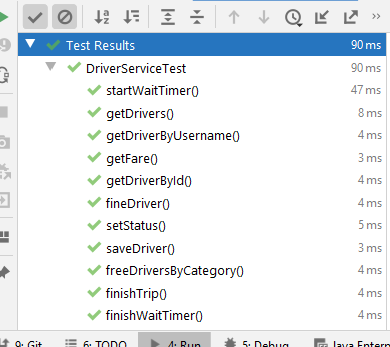 Test Results 90 ms
DriverServiceTest 90 ms
startWaitTimer() 47 ms
getDrivers() 8 ms
getDriverByUsername() 4 ms
getFare() 3 ms
getDriverById() 4 ms
fineDriver() 4 ms
setStatus() 5 ms
saveDriver() 3 ms
freeDriversByCategory() 4 ms
finishTrip() 4 ms
finishWaitTimer() 4 ms
9: Git 6: TODO 4: Run 5: Debug Java Enter